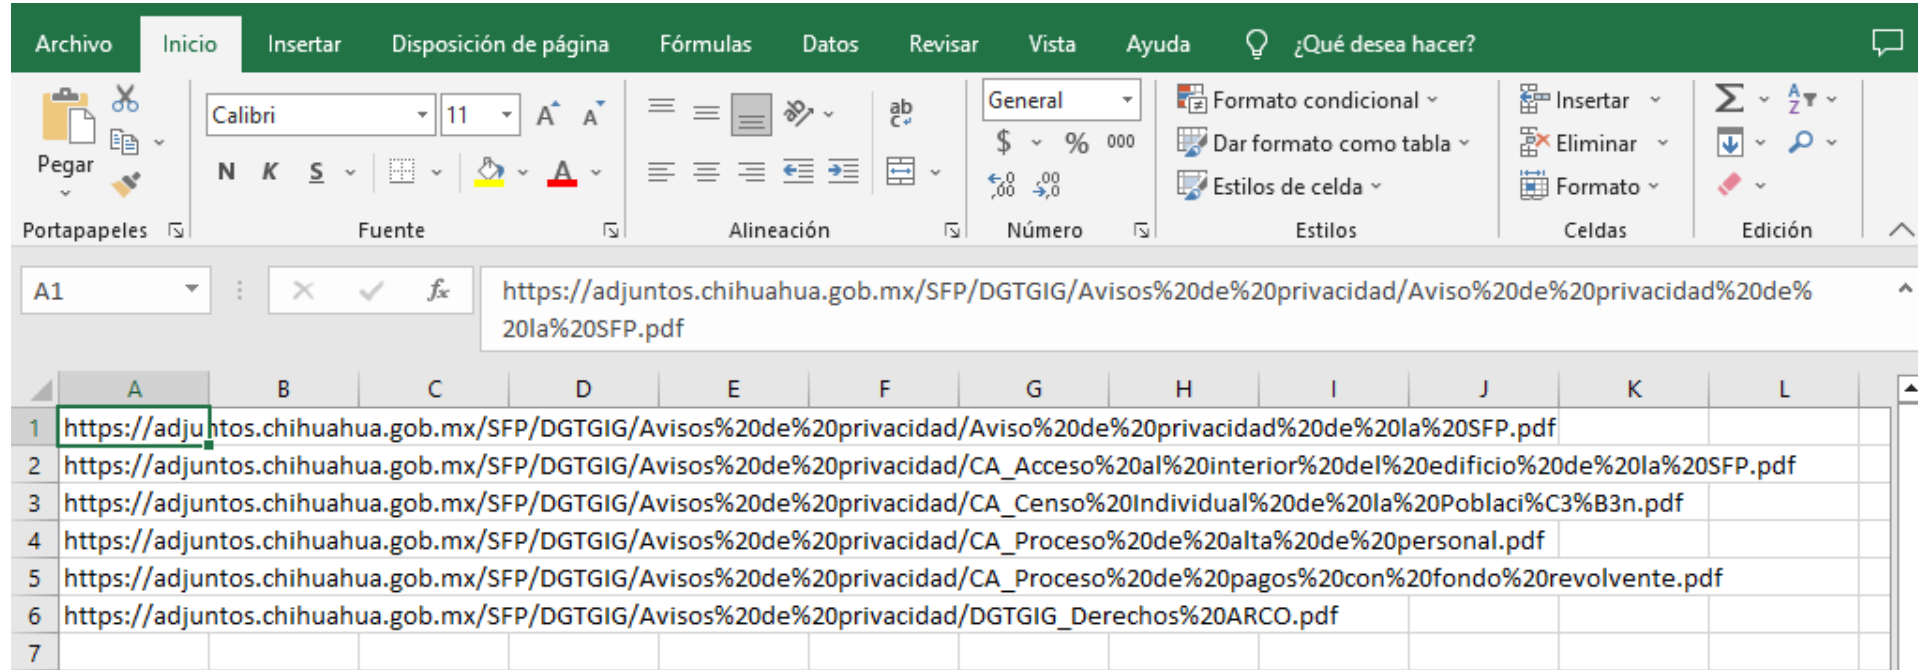 Archivo Inicio Insertar Disposición de página Fórmulas Datos Revisar Vista Ayuda ¿Qué desea hacer?
Pegar
Calibri 11 A A
N K S A
ab c
General
$ % 000
,00 ,0
Formato condicional
Dar formato como tabla
Estilos de celda
Insertar
Eliminar
Formato
Σ A Z
Portapapeles Fuente Alineación Número Estilos Celdas Edición
A1 fx https://adjuntos.chihuahua.gob.mx/SFP/DGTGIG/Avisos%20de%20privacidad/Aviso%20de%20privacidad%20de%
20la%20SFP.pdf
A B C D E F G H I J K L
1 https://adjuntos.chihuahua.gob.mx/SFP/DGTGIG/Avisos%20de%20privacidad/Aviso%20de%20privacidad%20de%20la%20SFP.pdf
2 https://adjuntos.chihuahua.gob.mx/SFP/DGTGIG/Avisos%20de%20privacidad/CA_Acceso%20al%20interior%20del%20edificio%20de%20la%20SFP.pdf
3 https://adjuntos.chihuahua.gob.mx/SFP/DGTGIG/Avisos%20de%20privacidad/CA_Censo%20Individual%20de%20la%20Poblaci%C3%B3n.pdf
4 https://adjuntos.chihuahua.gob.mx/SFP/DGTGIG/Avisos%20de%20privacidad/CA_Proceso%20de%20alta%20de%20personal.pdf
5 https://adjuntos.chihuahua.gob.mx/SFP/DGTGIG/Avisos%20de%20privacidad/CA_Proceso%20de%20pagos%20con%20fondo%20revolvente.pdf
6 https://adjuntos.chihuahua.gob.mx/SFP/DGTGIG/Avisos%20de%20privacidad/DGTGIG_Derechos%20ARCO.pdf
7